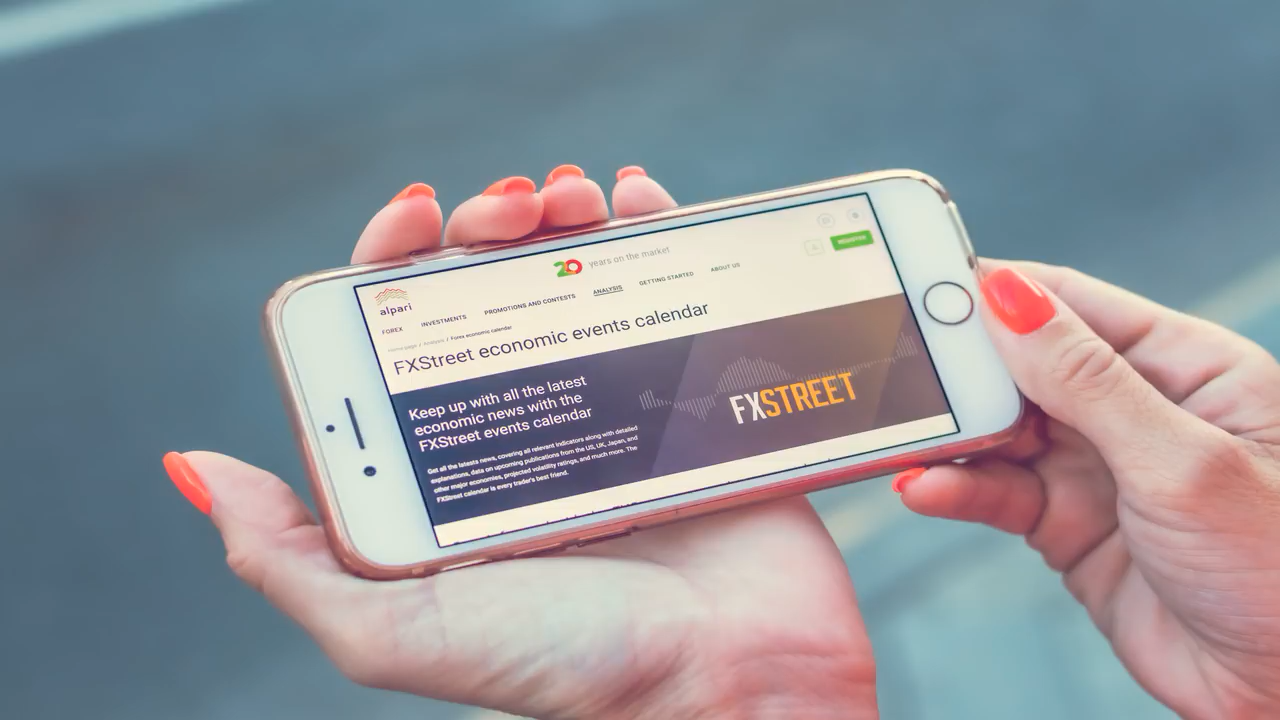 20 years on the market
REGISTER
alpari
FOREX INVESTMENTS PROMOTIONS AND CONTESTS ANALYSIS GETTING STARTED ABOUT US
Home page / Analysis / Forex economic calendar
FXStreet economic events calendar
Keep up with all the latest
economic news with the
FXStreet events calendar
FXSTREET
Get all the latests news, covering all relevant indicators along with detailed
explanations, data on upcoming publications from the US, UK, Japan, and
other major economies, projected volatility ratings, and much more. The
FXStreet calendar is every trader's best friend.